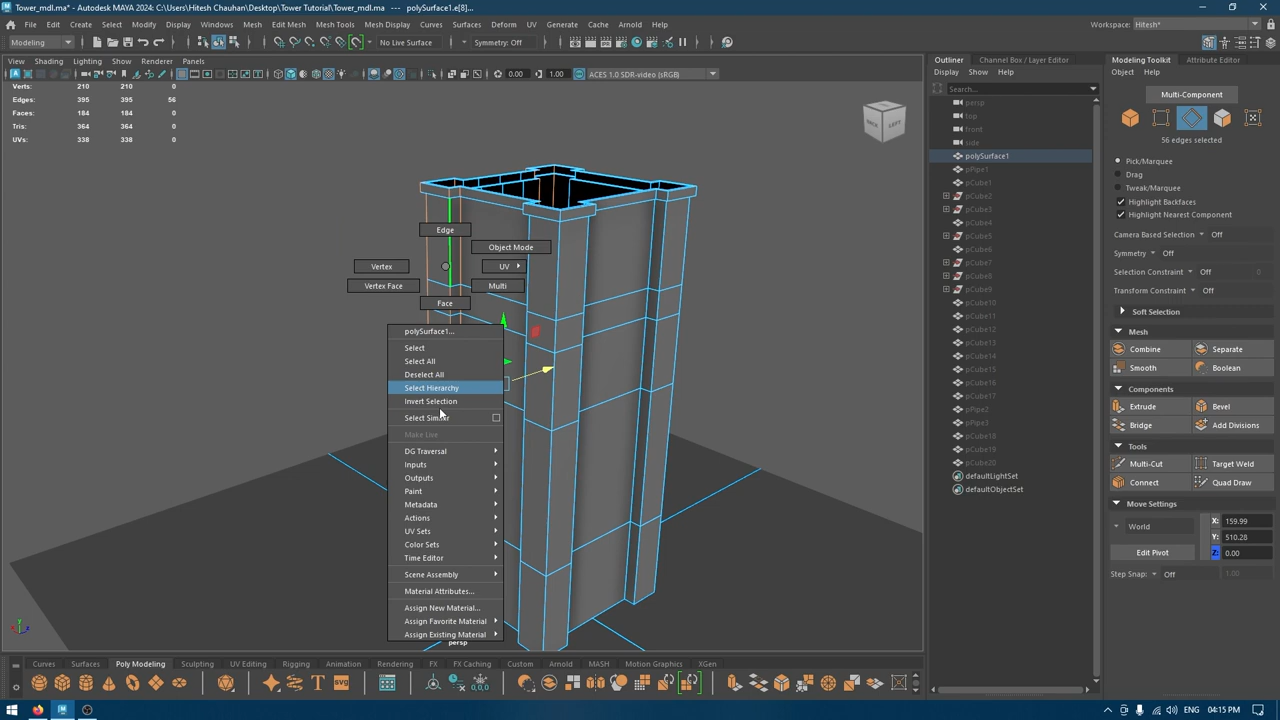 Tower_mdl.ma* - Autodesk MAYA 2024: C:\Users\Hitesh Chauhan\Desktop\Tower Tutorial\Tower_mdl.ma --- polySurface1.e[8]...
File Edit Create Select Modify Display Windows Mesh Edit Mesh Mesh Tools Mesh Display Curves Surfaces Deform UV Generate Cache Arnold Help
Workspace: Hitesh*
Modeling
No Live Surface
Symmetry: Off
View Shading Lighting Show Renderer Panels
0.00
1.00
ACES 1.0 SDR-video (sRGB)
Verts: 210 210 0
Edges: 395 395 56
Faces: 184 184 0
Tris: 364 364 0
UVs: 338 338 0
BACK LEFT
Edge
Object Mode
Vertex
UV
Vertex Face
Multi
Face
polySurface1...
Select
Select All
Deselect All
Select Hierarchy
Invert Selection
Select Similar
Make Live
DG Traversal
Inputs
Outputs
Paint
Metadata
Actions
UV Sets
Color Sets
Time Editor
Scene Assembly
Material Attributes...
Assign New Material...
Assign Favorite Material
Assign Existing Material
persp
Outliner Channel Box / Layer Editor
Display Show Help
Search...
persp
top
front
side
polySurface1
pPipe1
pCube1
pCube2
pCube3
pCube4
pCube5
pCube6
pCube7
pCube8
pCube9
pCube10
pCube11
pCube12
pCube13
pCube14
pCube15
pCube16
pCube17
pPipe2
pPipe3
pCube18
pCube19
pCube20
defaultLightSet
defaultObjectSet
Modeling Toolkit Attribute Editor
Object Help
Multi-Component
56 edges selected
Pick/Marquee
Drag
Tweak/Marquee
Highlight Backfaces
Highlight Nearest Component
Camera Based Selection Off
Symmetry: Off
Selection Constraint Off
Transform Constraint Off
Soft Selection
Mesh
Combine Separate
Smooth Boolean
Components
Extrude Bevel
Bridge Add Divisions
Tools
Multi-Cut Target Weld
Connect Quad Draw
Move Settings
World X: 159.99
Y: 510.28
Edit Pivot Z: 0.00
Step Snap: Off 1.00
Curves Surfaces Poly Modeling Sculpting UV Editing Rigging Animation Rendering FX FX Caching Custom Arnold MASH Motion Graphics XGen
SVG
ENG 04:15 PM